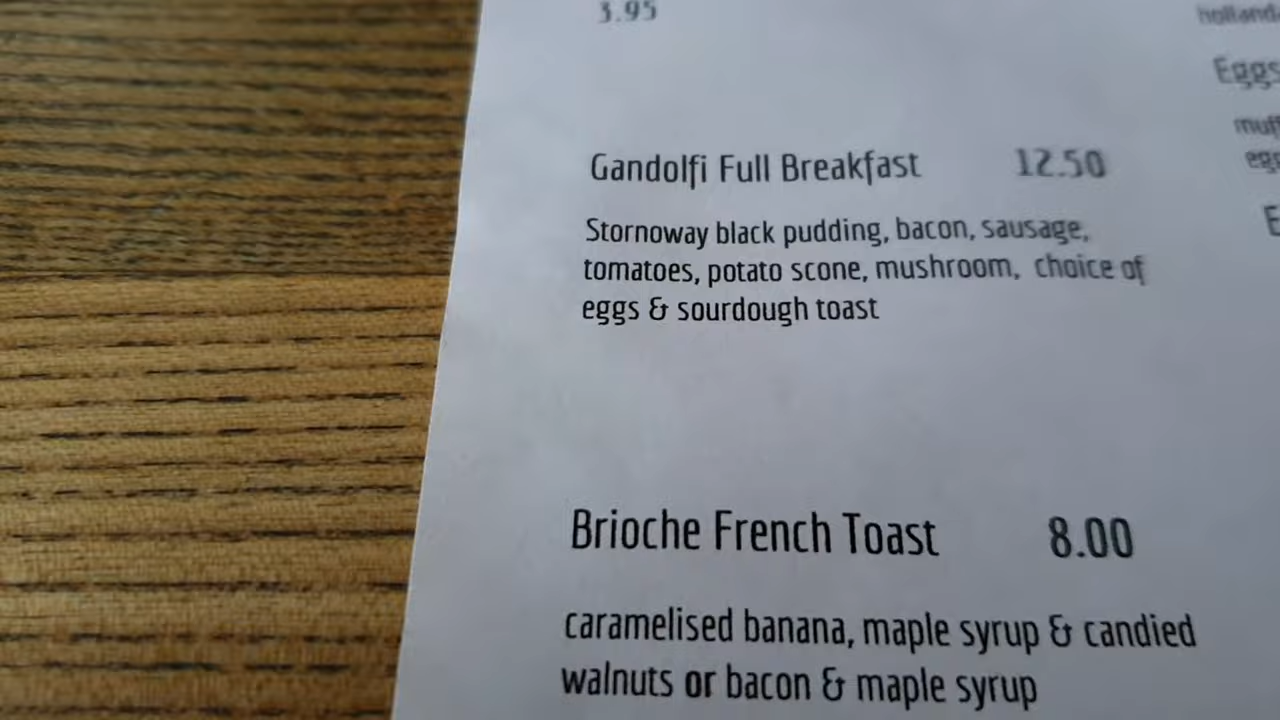 3.95
Gandolfi Full Breakfast 12.50
Stornoway black pudding, bacon, sausage,
tomatoes, potato scone, mushroom, choice of
eggs & sourdough toast
Brioche French Toast 8.00
caramelised banana, maple syrup & candied
walnuts or bacon & maple syrup
Eggs